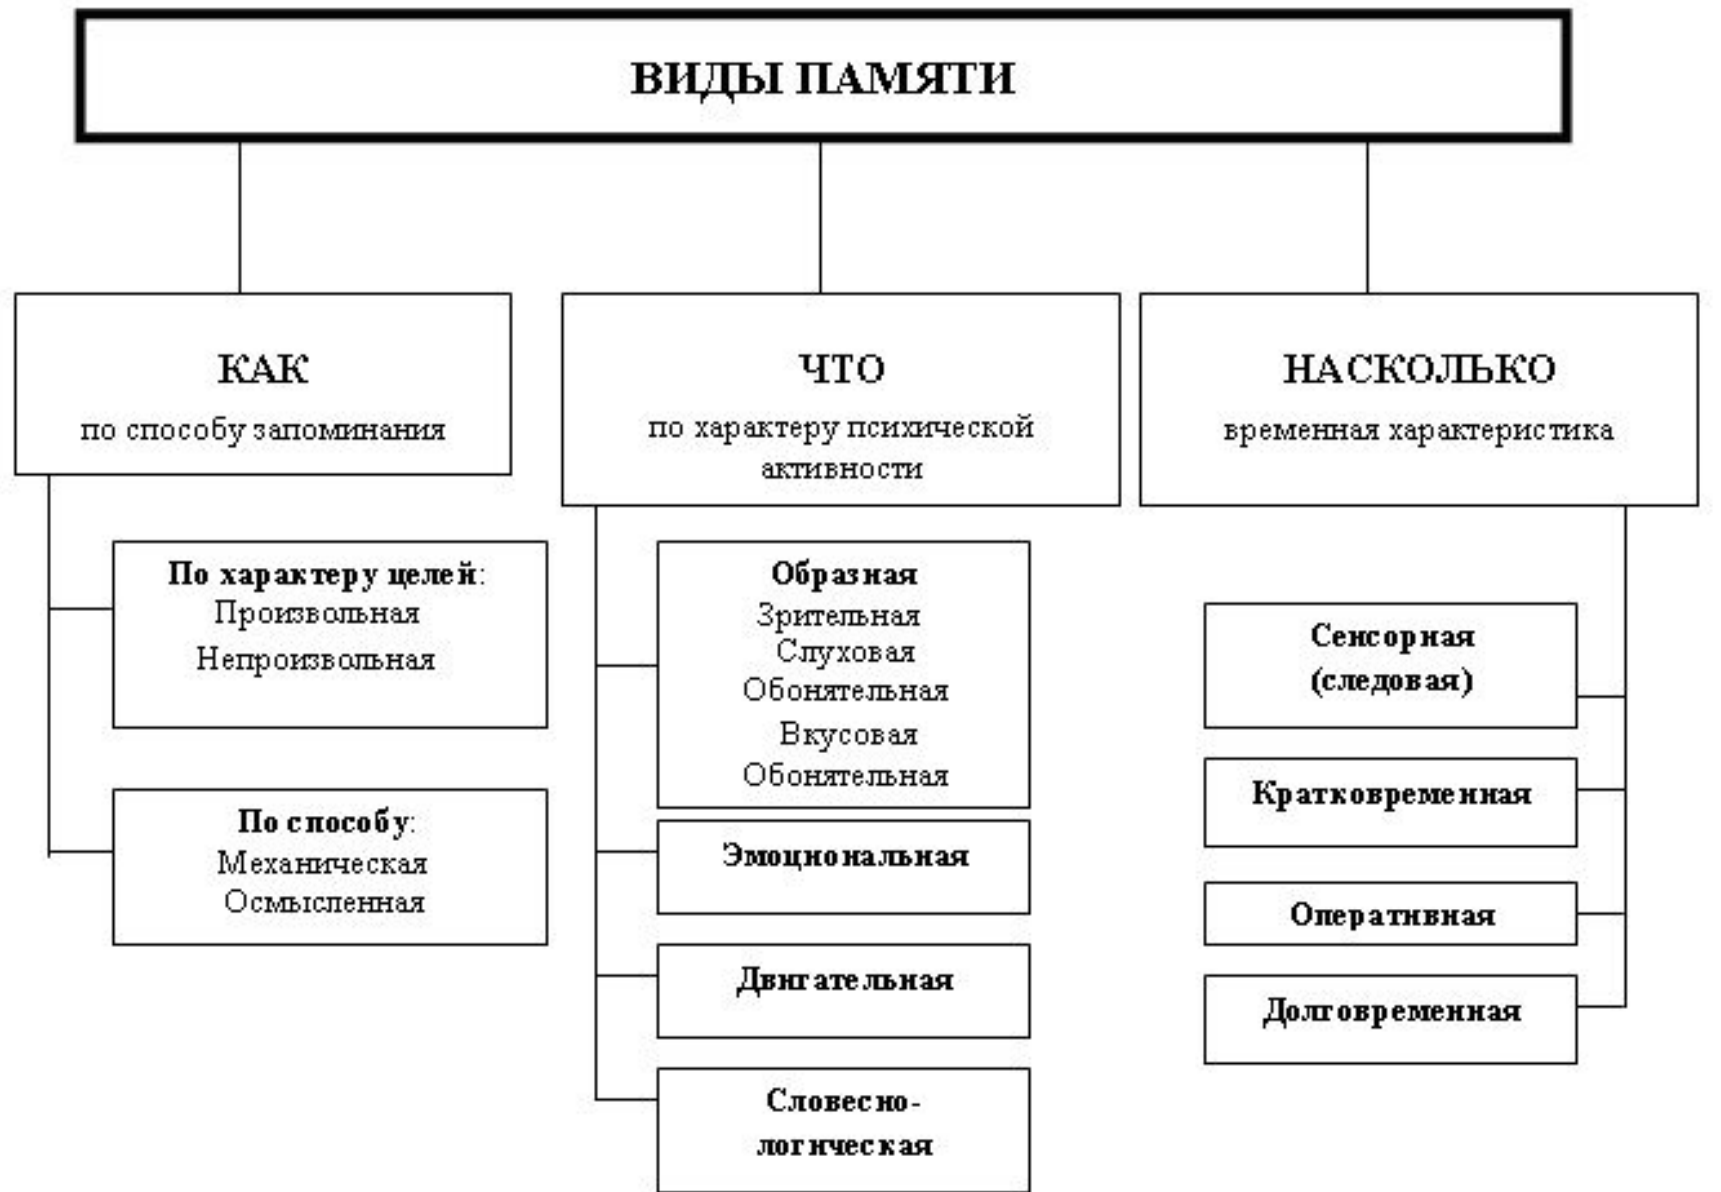 ВИДЫ ПАМЯТИ
КАК
по способу запоминания
По характеру целей:
Произвольная
Непроизвольная
По способу:
Механическая
Осмысленная
ЧТО
по характеру психической
активности
Образная
Зрительная
Слуховая
Обонятельная
Вкусовая
Обонятельная
Эмоциональная
Двигательная
Словесно-
логическая
НАСКОЛЬКО
временная характеристика
Сенсорная
(следовая)
Кратковременная
Оперативная
Долговременная